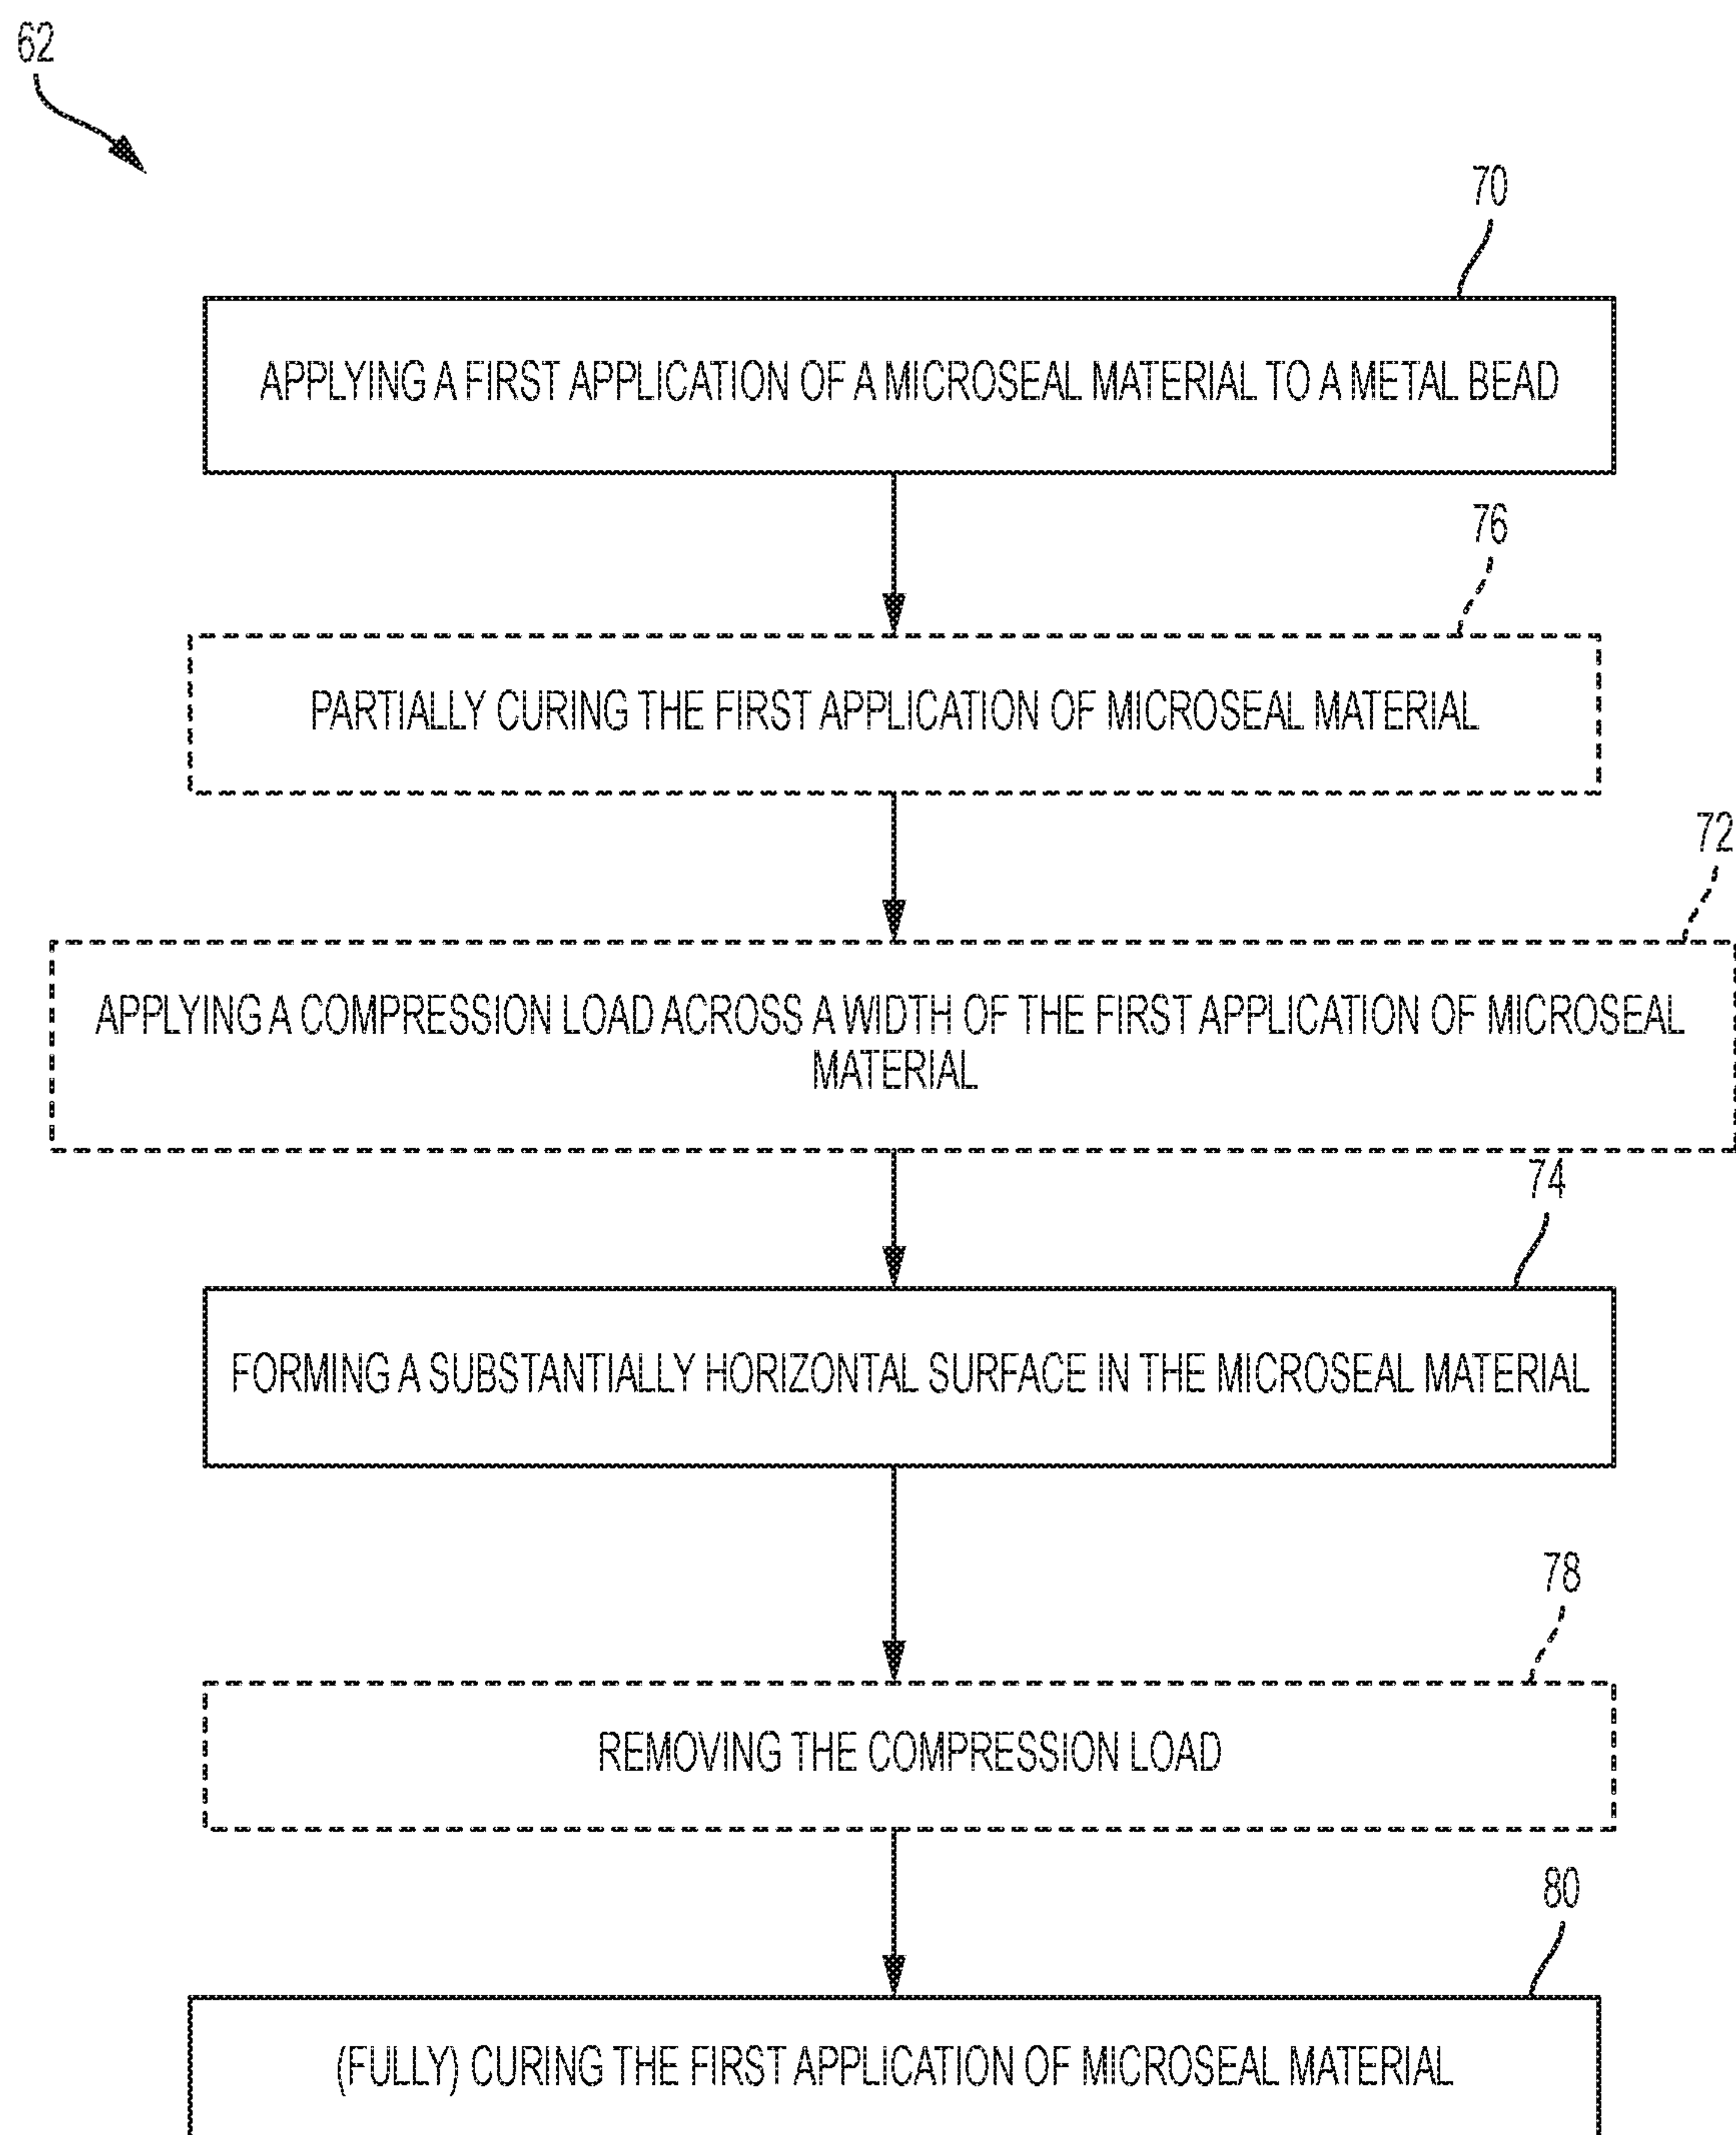 62
70
APPLYING A FIRST APPLICATION OF A MICROSEAL MATERIAL TO A METAL BEAD
76
PARTIALLY CURING THE FIRST APPLICATION OF MICROSEAL MATERIAL
72
APPLYING A COMPRESSION LOAD ACROSS A WIDTH OF THE FIRST APPLICATION OF MICROSEAL
MATERIAL
74
FORMING A SUBSTANTIALLY HORIZONTAL SURFACE IN THE MICROSEAL MATERIAL
78
REMOVING THE COMPRESSION LOAD
80
(FULLY) CURING THE FIRST APPLICATION OF MICROSEAL MATERIAL